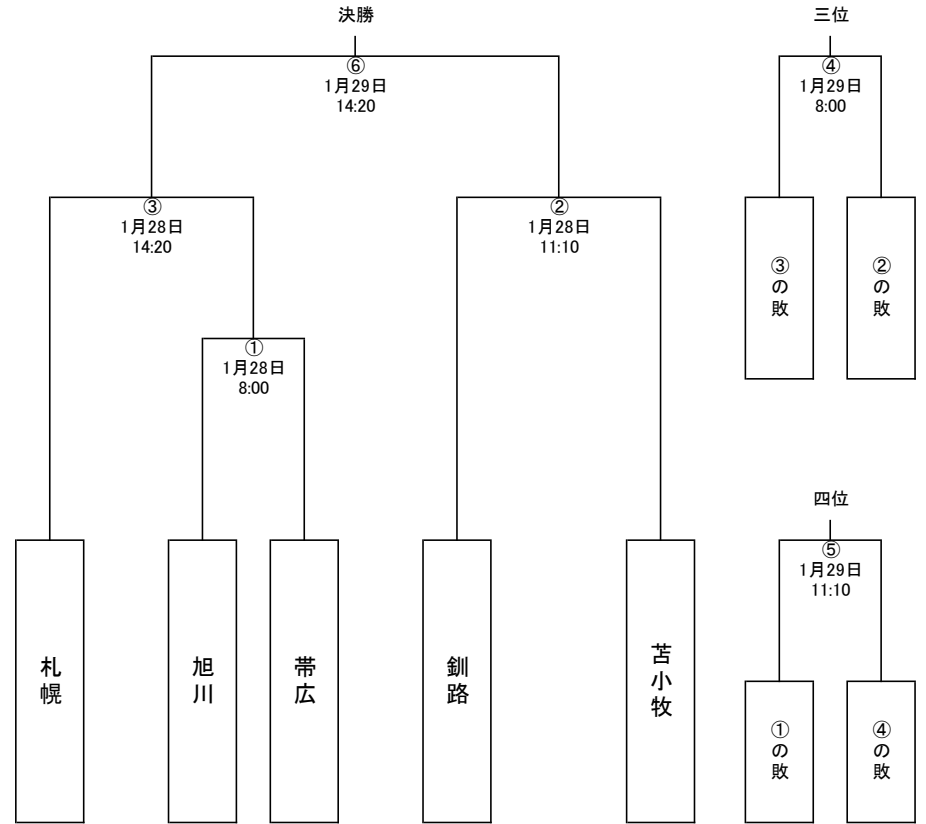 決勝
⑥
1月29日
14:20
③
1月28日
14:20
②
1月28日
11:10
①
1月28日
8:00
札幌
旭川
帯広
釧路
苫小牧
三位
④
1月29日
8:00
③の敗
②の敗
四位
⑤
1月29日
11:10
①の敗
④の敗